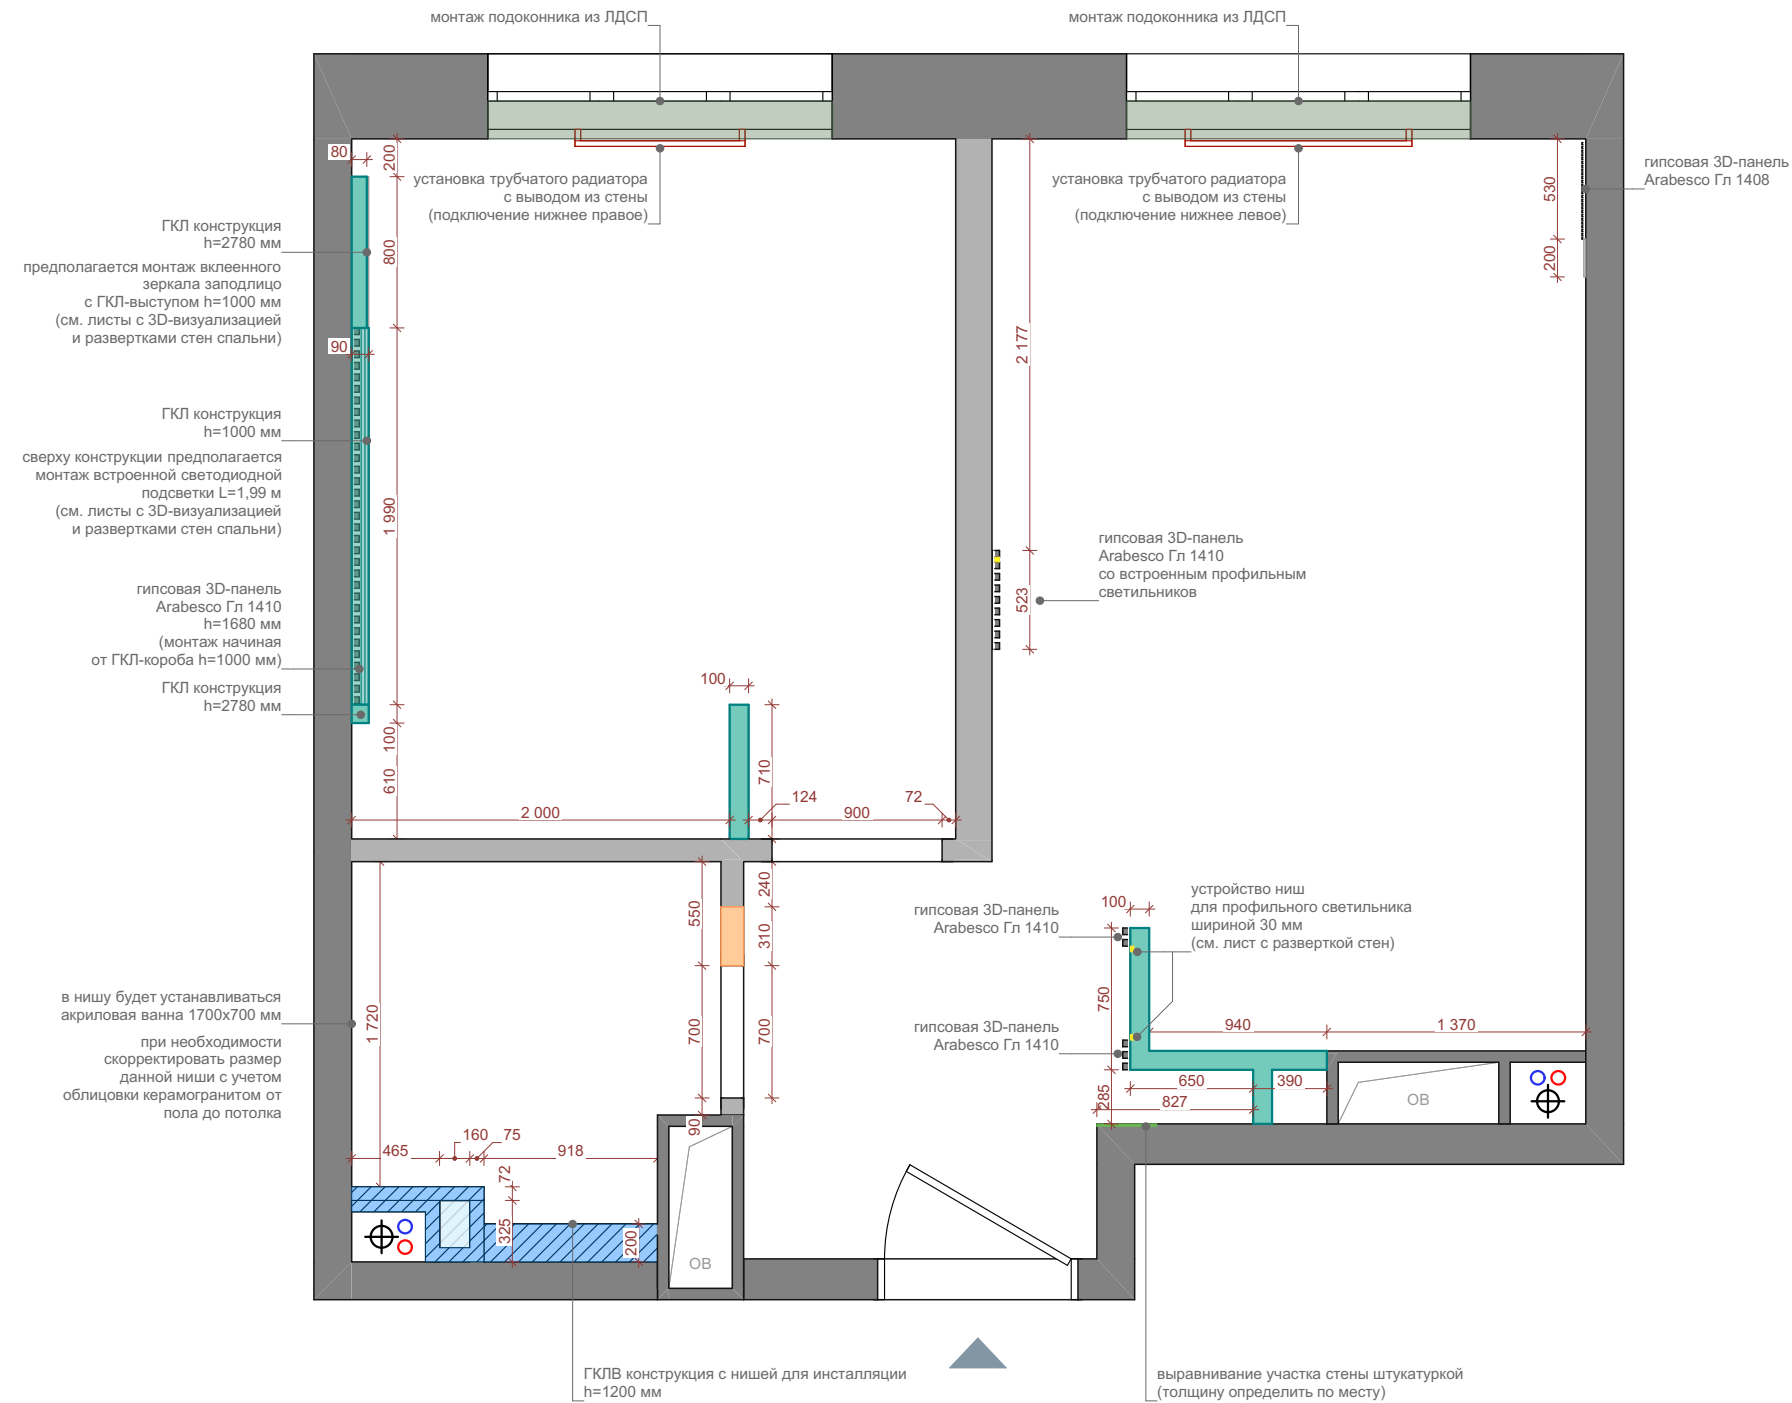 монтаж подоконника из ЛДСП
монтаж подоконника из ЛДСП
80
200
установка трубчатого радиатора
с выводом из стены
(подключение нижнее правое)
установка трубчатого радиатора
с выводом из стены
(подключение нижнее левое)
530
200
гипсовая 3D-панель
Arabesco Гл 1408
ГКЛ конструкция
h=2780 мм
предполагается монтаж вклеенного
зеркала заподлицо
с ГКЛ-выступом h=1000 мм
(см. листы с 3D-визуализацией
и развертками стен спальни)
800
90
2 177
ГКЛ конструкция
h=1000 мм
сверху конструкции предполагается
монтаж встроенной светодиодной
подсветки L=1,99 м
(см. листы с 3D-визуализацией
и развертками стен спальни)
1 990
гипсовая 3D-панель
Arabesco Гл 1410
со встроенным профильным
светильников
523
гипсовая 3D-панель
Arabesco Гл 1410
h=1680 мм
(монтаж начиная
от ГКЛ-короба h=1000 мм)
ГКЛ конструкция
h=2780 мм
100
610
100
710
2 000
124
900
72
240
310
550
700
700
90
1 720
гипсовая 3D-панель
Arabesco Гл 1410
100
устройство ниш
для профильного светильника
шириной 30 мм
(см. лист с разверткой стен)
750
гипсовая 3D-панель
Arabesco Гл 1410
940
1 370
650
390
827
285
ОВ
в нишу будет устанавливаться
акриловая ванна 1700х700 мм
при необходимости
скорректировать размер
данной ниши с учетом
облицовки керамогранитом от
пола до потолка
465
160
75
918
72
325
200
ОВ
ГКЛВ конструкция с нишей для инсталляции
h=1200 мм
выравнивание участка стены штукатуркой
(толщину определить по месту)